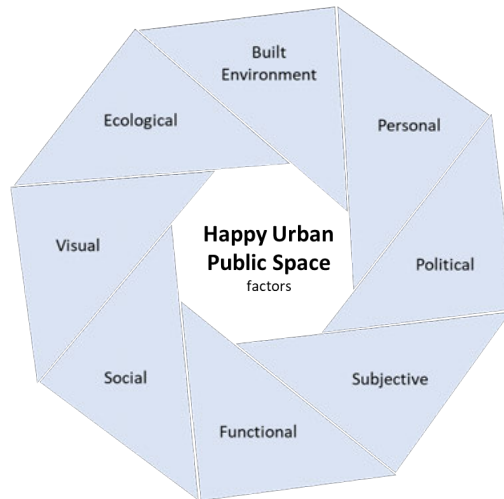 Built
Environment
Ecological
Personal
Happy Urban
Public Space
factors
Visual
Political
Social
Subjective
Functional